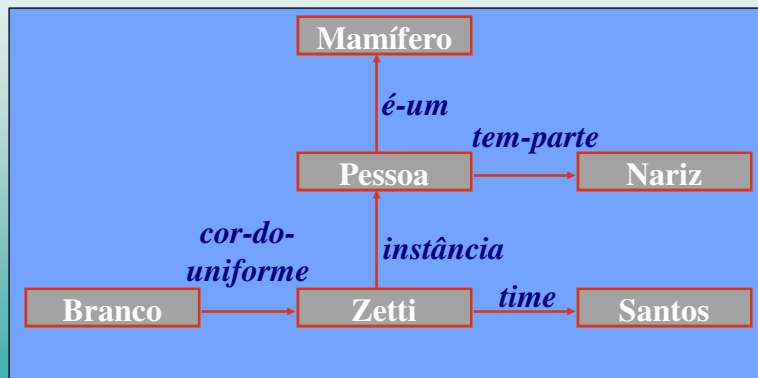 Mamífero
é-um
tem-parte
Pessoa
Nariz
cor-do-
uniforme
instância
time
Branco
Zetti
Santos